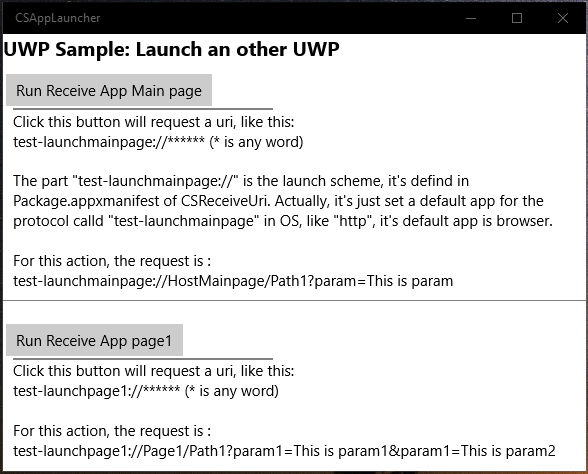 CSAppLauncher
UWP Sample: Launch an other UWP
Run Receive App Main page
Click this button will request a uri, like this:
test-launchmainpage://****** (* is any word)
The part "test-launchmainpage://" is the launch scheme, it's defind in
Package.appxmanifest of CSReceiveUri. Actually, it's just set a default app for the
protocol calld "test-launchmainpage" in OS, like "http", it's default app is browser.
For this action, the request is :
test-launchmainpage://HostMainpage/Path1?param=This is param
Run Receive App page1
Click this button will request a uri, like this:
test-launchpage1://****** (* is any word)
For this action, the request is :
test-launchpage1://Page1/Path1?param1=This is param1&param1=This is param2